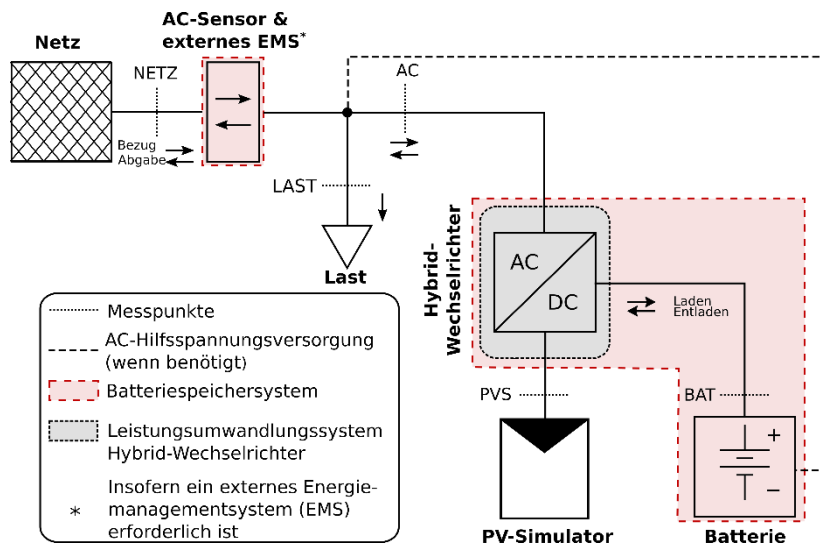 AC-Sensor &
externes EMS*
Netz
NETZ
AC
Bezug
Abgabe
LAST
Last
Hybrid-
Wechselrichter
AC
DC
Laden
Entladen
PVS
BAT
+
−
PV-Simulator
Batterie
Messpunkte
AC-Hilfsspannungsversorgung
(wenn benötigt)
Batteriespeichersystem
Leistungsumwandlungssystem
Hybrid-Wechselrichter
* Insofern ein externes Energie-
managementsystem (EMS)
erforderlich ist